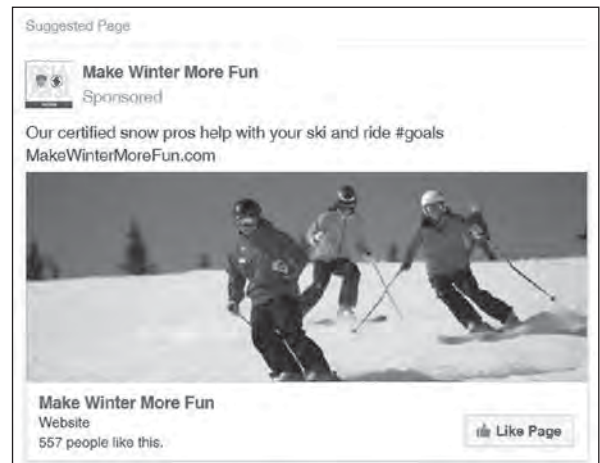 Suggested Page
Make Winter More Fun
Sponsored
Our certified snow pros help with your ski and ride #goals
MakeWinterMoreFun.com
Make Winter More Fun
Website
557 people like this.
Like Page